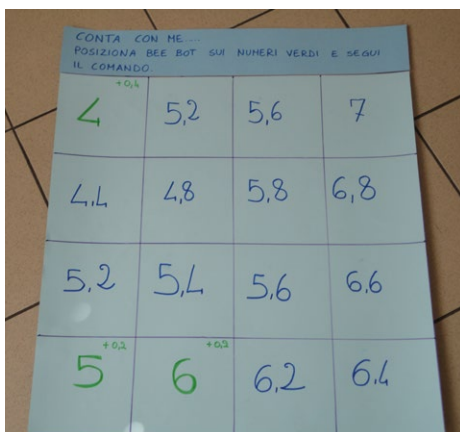 CONTA CON ME....
POSIZIONA BEE BOT SUI NUMERI VERDI E SEGUI
IL COMANDO.
4 +0,4 5,2 5,6 7
4,4 4,8 5,8 6,8
5,2 5,4 5,6 6,6
5 +0,2 6 +0,2 6,2 6,4